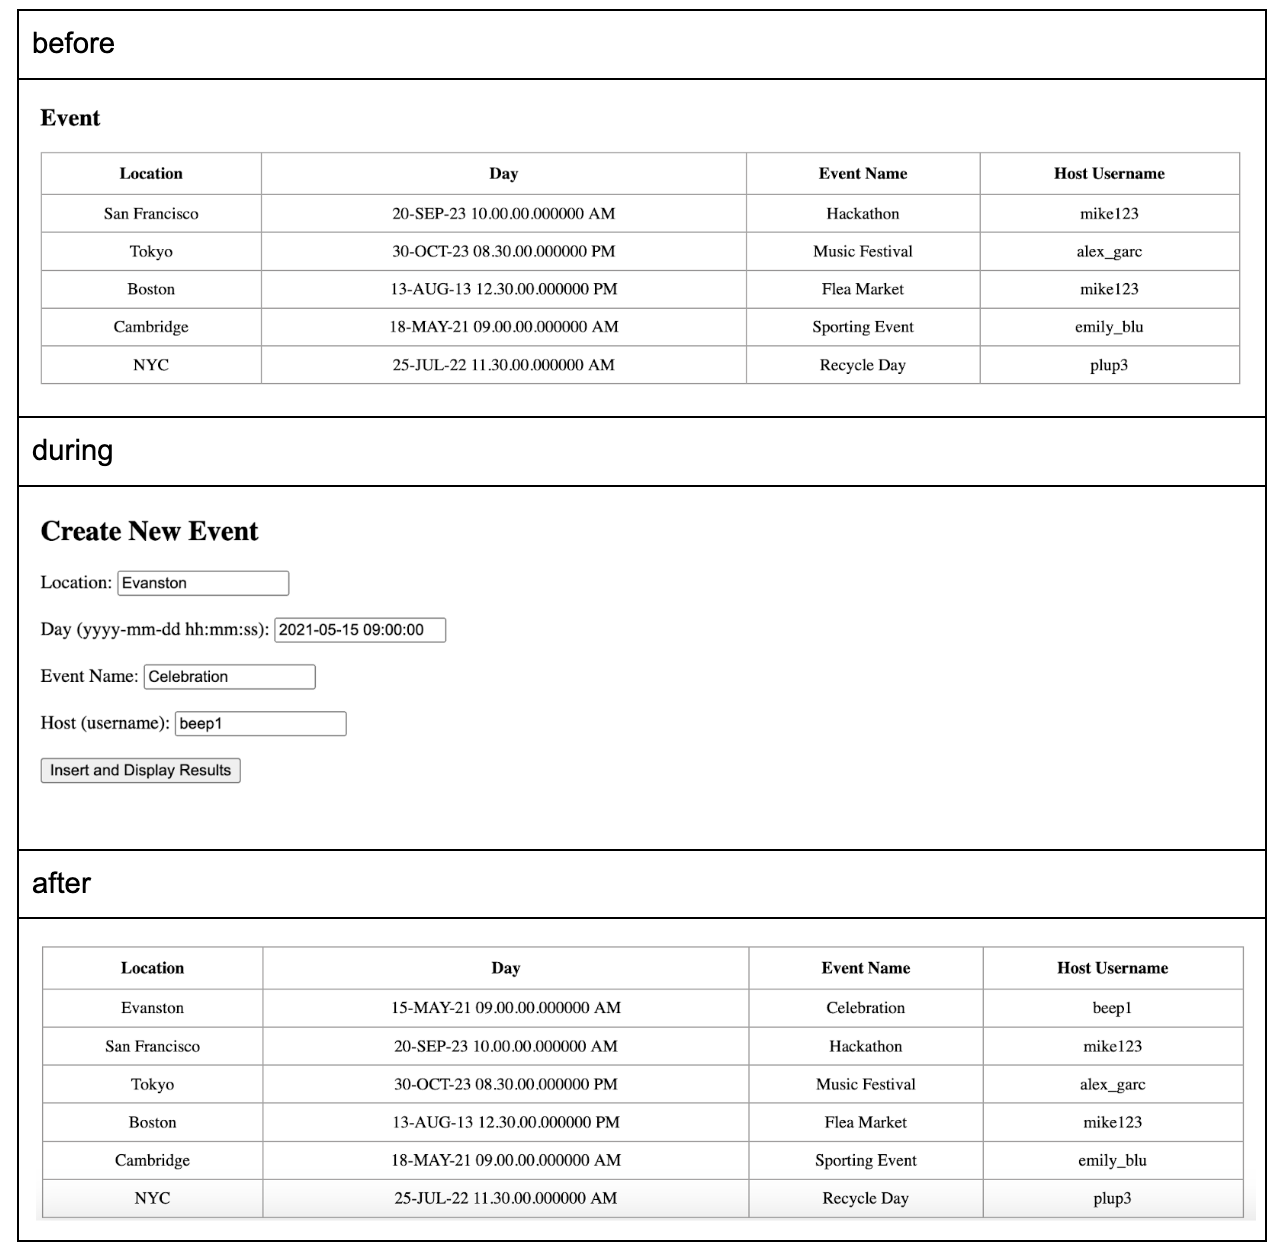 before
Event
Location Day Event Name Host Username
San Francisco 20-SEP-23 10.00.00.000000 AM Hackathon mike123
Tokyo 30-OCT-23 08.30.00.000000 PM Music Festival alex_garc
Boston 13-AUG-13 12.30.00.000000 PM Flea Market mike123
Cambridge 18-MAY-21 09.00.00.000000 AM Sporting Event emily_blu
NYC 25-JUL-22 11.30.00.000000 AM Recycle Day plup3
during
Create New Event
Location: Evanston
Day (yyyy-mm-dd hh:mm:ss): 2021-05-15 09:00:00
Event Name: Celebration
Host (username): beep1
Insert and Display Results
after
Location Day Event Name Host Username
Evanston 15-MAY-21 09.00.00.000000 AM Celebration beep1
San Francisco 20-SEP-23 10.00.00.000000 AM Hackathon mike123
Tokyo 30-OCT-23 08.30.00.000000 PM Music Festival alex_garc
Boston 13-AUG-13 12.30.00.000000 PM Flea Market mike123
Cambridge 18-MAY-21 09.00.00.000000 AM Sporting Event emily_blu
NYC 25-JUL-22 11.30.00.000000 AM Recycle Day plup3